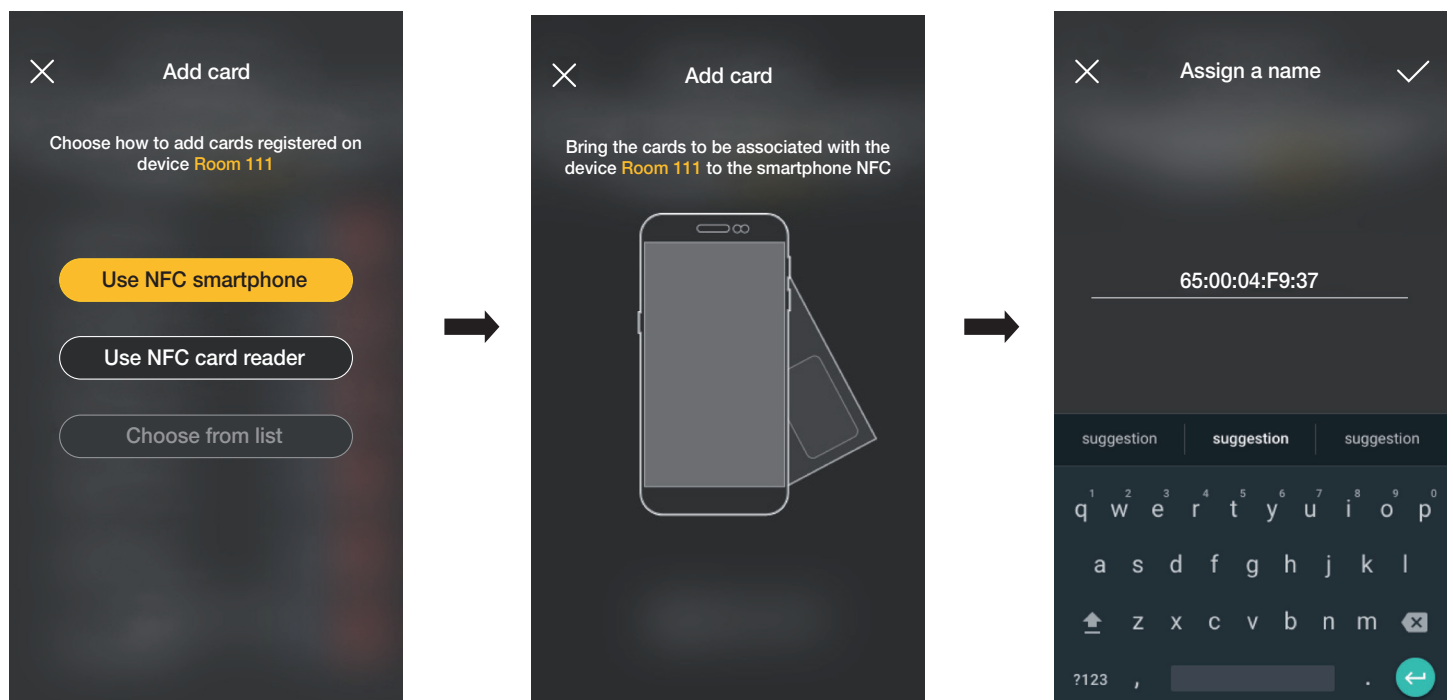 Add card
Choose how to add cards registered on
device Room 111
Use NFC smartphone
Use NFC card reader
Choose from list
Add card
Bring the cards to be associated with the
device Room 111 to the smartphone NFC
Assign a name
65:00:04:F9:37
suggestion suggestion suggestion
1 2 3 4 5 6 7 8 9 0
q w e r t y u i o p
a s d f g h j k l
z x c v b n m
?123 , .